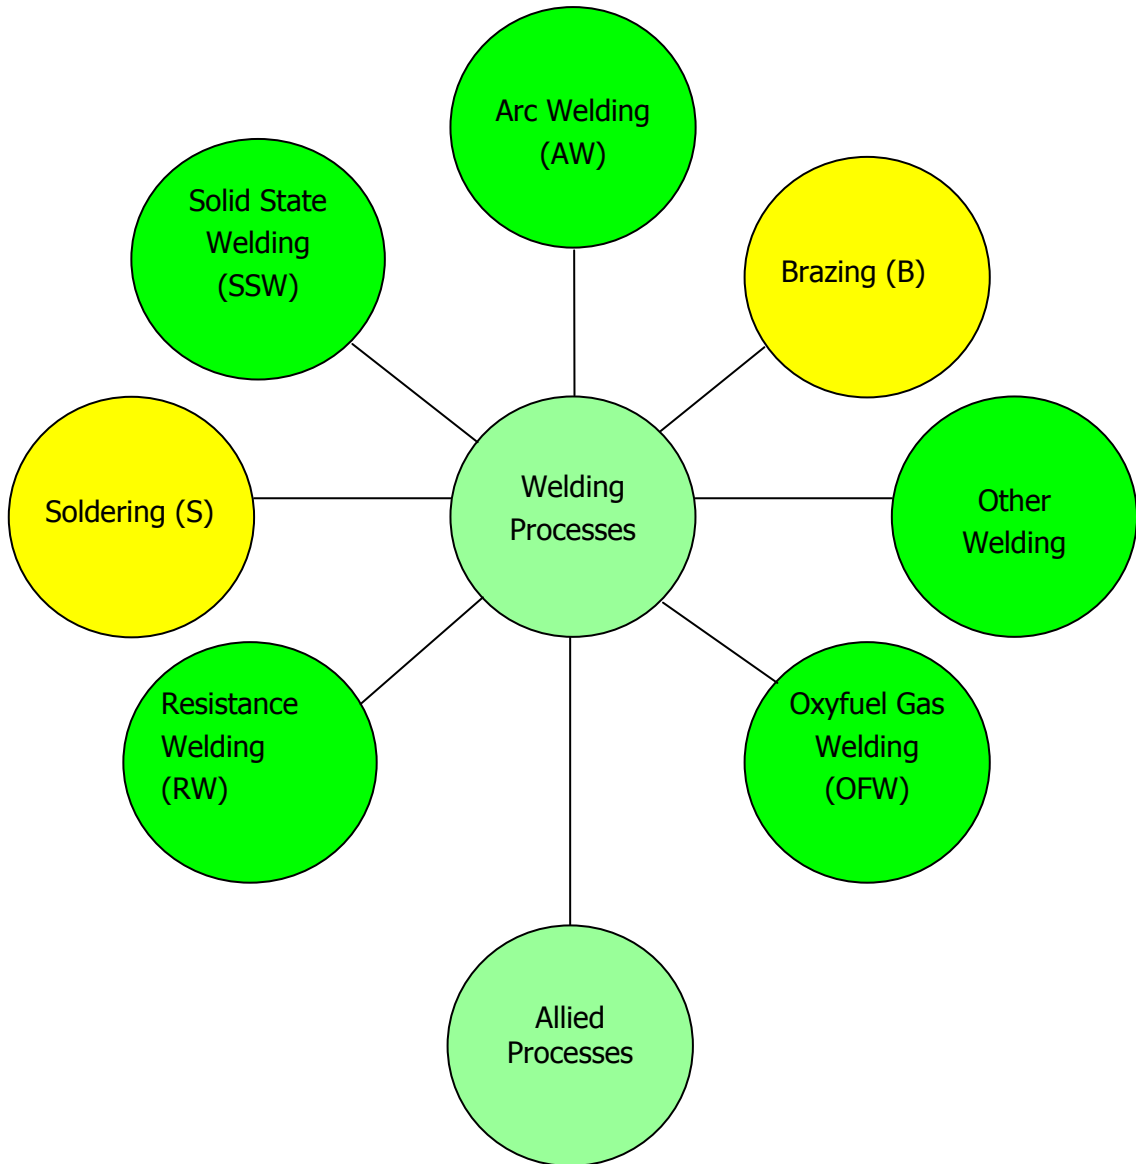 Arc Welding
(AW)
Solid State
Welding
(SSW)
Brazing (B)
Soldering (S)
Welding
Processes
Other
Welding
Resistance
Welding
(RW)
Oxyfuel Gas
Welding
(OFW)
Allied
Processes